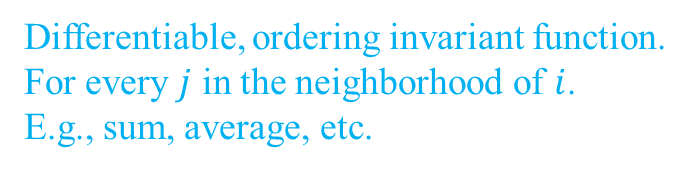 Differentiable, ordering invariant function.
For every j in the neighborhood of i.
E.g., sum, average, etc.